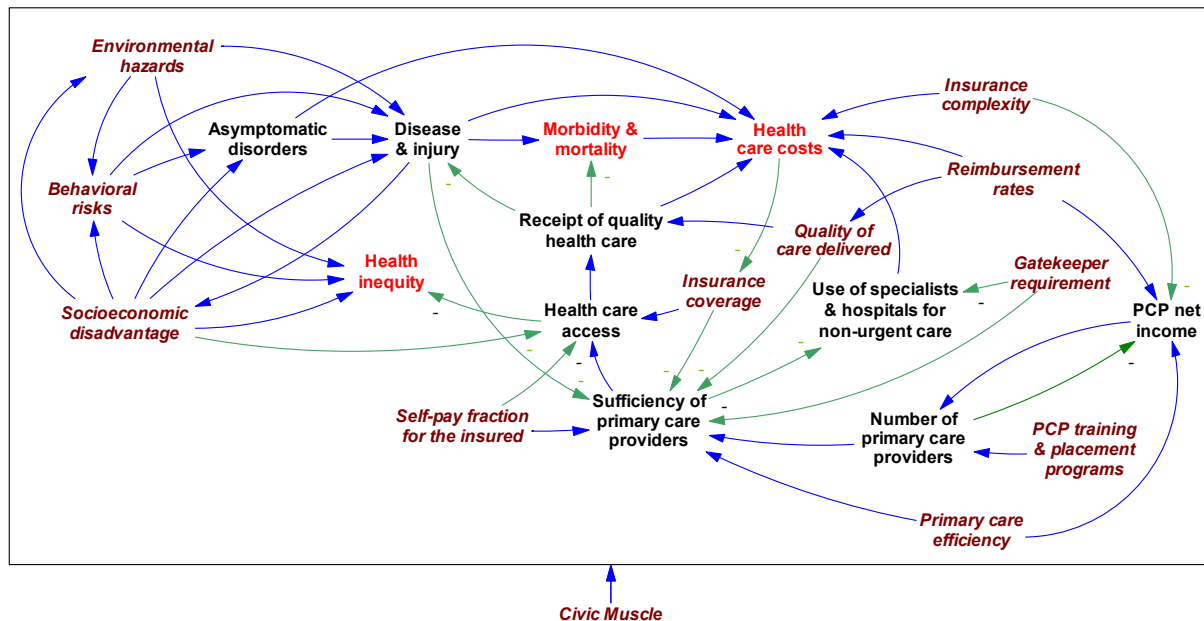 Environmental
hazards
Insurance
complexity
Asymptomatic
disorders
Disease
& injury
Morbidity &
mortality
Health
care costs
Behavioral
risks
Reimbursement
rates
-
-
Receipt of quality
health care
Quality of
care delivered
Health
inequity
-
Insurance
coverage
Gatekeeper
requirement
Use of specialists
& hospitals for
non-urgent care
-
-
Socioeconomic
disadvantage
-
Health care
access
PCP net
income
-
-
-
-
-
-
-
-
Self-pay fraction
for the insured
Sufficiency of
primary care
providers
-
Number of
primary care
providers
PCP training
& placement
programs
Primary care
efficiency
Civic Muscle